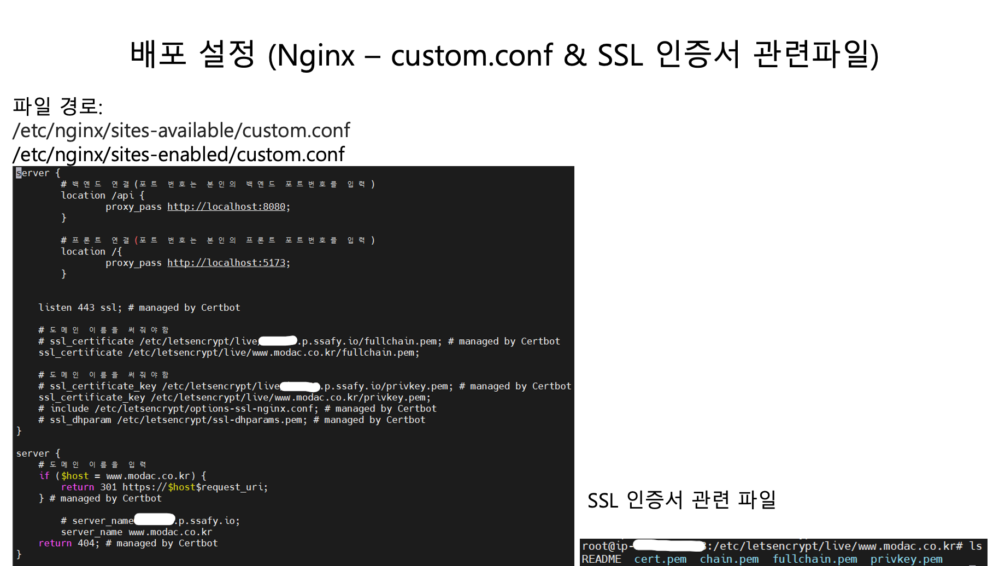 배포 설정 (Nginx – custom.conf & SSL 인증서 관련파일)
파일 경로:
/etc/nginx/sites-available/custom.conf
/etc/nginx/sites-enabled/custom.conf
server {
# 백엔드 연결(포트 번호는 본인의 백엔드 포트번호를 입력)
location /api {
proxy_pass http://localhost:8080;
}
# 프론트 연결(포트 번호는 본인의 프론트 포트번호를 입력)
location /{
proxy_pass http://localhost:5173;
}
listen 443 ssl; # managed by Certbot
# 도메인 이름을 써줘야함
# ssl_certificate /etc/letsencrypt/live/ .p.ssafy.io/fullchain.pem; # managed by Certbot
ssl_certificate /etc/letsencrypt/live/www.modac.co.kr/fullchain.pem;
# 도메인 이름을 써줘야함
# ssl_certificate_key /etc/letsencrypt/live .p.ssafy.io/privkey.pem; # managed by Certbot
ssl_certificate_key /etc/letsencrypt/live/www.modac.co.kr/privkey.pem;
# include /etc/letsencrypt/options-ssl-nginx.conf; # managed by Certbot
# ssl_dhparam /etc/letsencrypt/ssl-dhparams.pem; # managed by Certbot
}
server {
# 도메인 이름을 입력
if ($host = www.modac.co.kr) {
return 301 https://$host$request_uri;
} # managed by Certbot
# server_name .p.ssafy.io;
server_name www.modac.co.kr
return 404; # managed by Certbot
}
SSL 인증서 관련 파일
root@ip- :/etc/letsencrypt/live/www.modac.co.kr# ls
README cert.pem chain.pem fullchain.pem privkey.pem